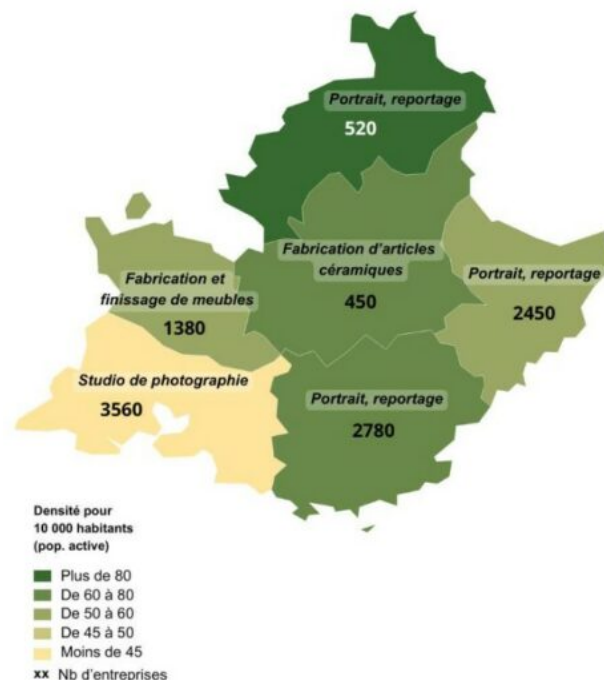 Portrait, reportage
520
Fabrication d'articles
céramiques
450
Portrait, reportage
2450
Fabrication et
finissage de meubles
1380
Studio de photographie
3560
Portrait, reportage
2780
Densité pour
10 000 habitants
(pop. active)
Plus de 80
De 60 à 80
De 50 à 60
De 45 à 50
Moins de 45
xx Nb d'entreprises